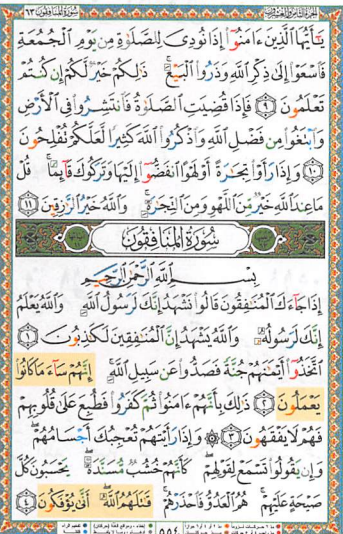 سورة المنافقون ٦٣
يَٰٓأَيُّهَا ٱلَّذِينَ ءَامَنُوٓا۟ إِذَا نُودِىَ لِلصَّلَوٰةِ مِن يَوْمِ ٱلْجُمُعَةِ
فَٱسْعَوْا۟ إِلَىٰ ذِكْرِ ٱللَّهِ وَذَرُوا۟ ٱلْبَيْعَ ۚ ذَٰلِكُمْ خَيْرٌ لَّكُمْ إِن كُنتُمْ
تَعْلَمُونَ ٩ فَإِذَا قُضِيَتِ ٱلصَّلَوٰةُ فَٱنتَشِرُوا۟ فِى ٱلْأَرْضِ
وَٱبْتَغُوا۟ مِن فَضْلِ ٱللَّهِ وَٱذْكُرُوا۟ ٱللَّهَ كَثِيرًا لَّعَلَّكُمْ تُفْلِحُونَ
١٠ وَإِذَا رَأَوْا۟ تِجَٰرَةً أَوْ لَهْوًا ٱنفَضُّوٓا۟ إِلَيْهَا وَتَرَكُوكَ قَآئِمًا ۚ قُلْ
مَا عِندَ ٱللَّهِ خَيْرٌ مِّنَ ٱللَّهْوِ وَمِنَ ٱلتِّجَٰرَةِ ۚ وَٱللَّهُ خَيْرُ ٱلرَّٰزِقِينَ ١١
سُورَةُ المُنَافِقُونَ
بِسْمِ ٱللَّهِ ٱلرَّحْمَٰنِ ٱلرَّحِيمِ
إِذَا جَآءَكَ ٱلْمُنَٰفِقُونَ قَالُوا۟ نَشْهَدُ إِنَّكَ لَرَسُولُ ٱللَّهِ ۗ وَٱللَّهُ يَعْلَمُ
إِنَّكَ لَرَسُولُهُۥ وَٱللَّهُ يَشْهَدُ إِنَّ ٱلْمُنَٰفِقِينَ لَكَٰذِبُونَ ١
ٱتَّخَذُوٓا۟ أَيْمَٰنَهُمْ جُنَّةً فَصَدُّوا۟ عَن سَبِيلِ ٱللَّهِ ۚ إِنَّهُمْ سَآءَ مَا كَانُوا۟
يَعْمَلُونَ ٢ ذَٰلِكَ بِأَنَّهُمْ ءَامَنُوا۟ ثُمَّ كَفَرُوا۟ فَطُبِعَ عَلَىٰ قُلُوبِهِمْ
فَهُمْ لَا يَفْقَهُونَ ٣ ۞ وَإِذَا رَأَيْتَهُمْ تُعْجِبُكَ أَجْسَامُهُمْ ۖ
وَإِن يَقُولُوا۟ تَسْمَعْ لِقَوْلِهِمْ ۖ كَأَنَّهُمْ خُشُبٌ مُّسَنَّدَةٌ ۖ يَحْسَبُونَ كُلَّ
صَيْحَةٍ عَلَيْهِمْ ۚ هُمُ ٱلْعَدُوُّ فَٱحْذَرْهُمْ ۚ قَٰتَلَهُمُ ٱللَّهُ ۖ أَنَّىٰ يُؤْفَكُونَ ٤
٥٥٤